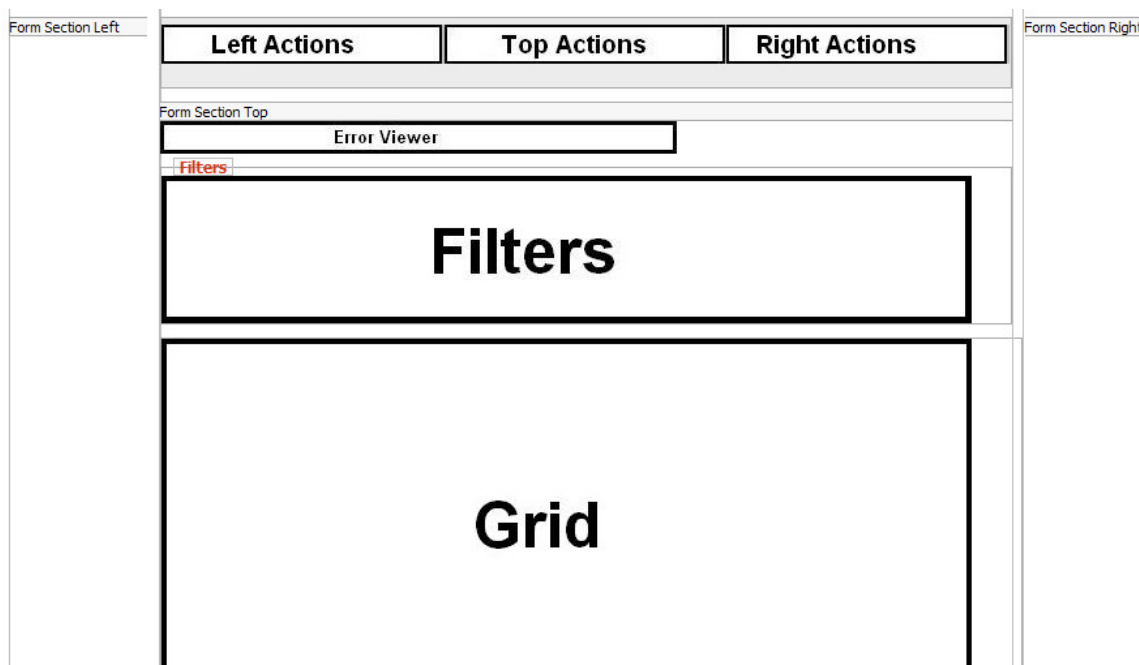 Form Section Left
Left Actions
Top Actions
Right Actions
Form Section Right
Form Section Top
Error Viewer
Filters
Filters
Grid